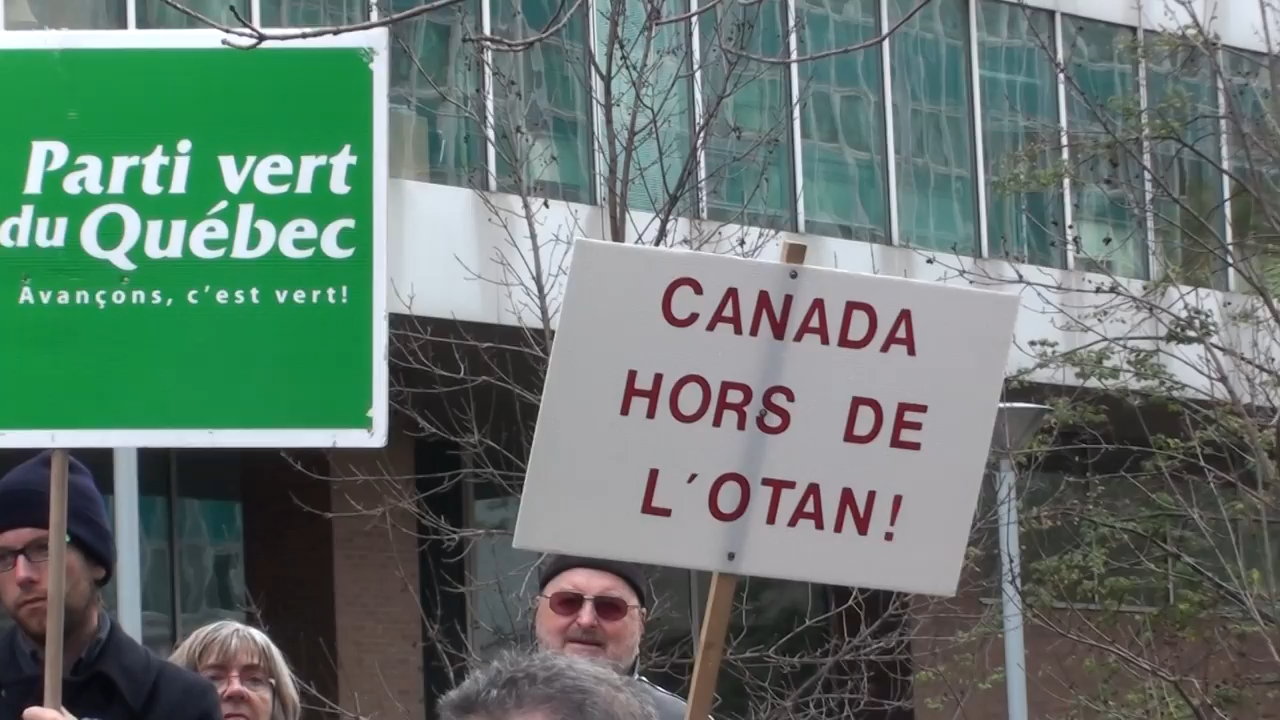 Parti vert
du Québec
Avançons, c'est vert!
CANADA
HORS DE
L'OTAN!